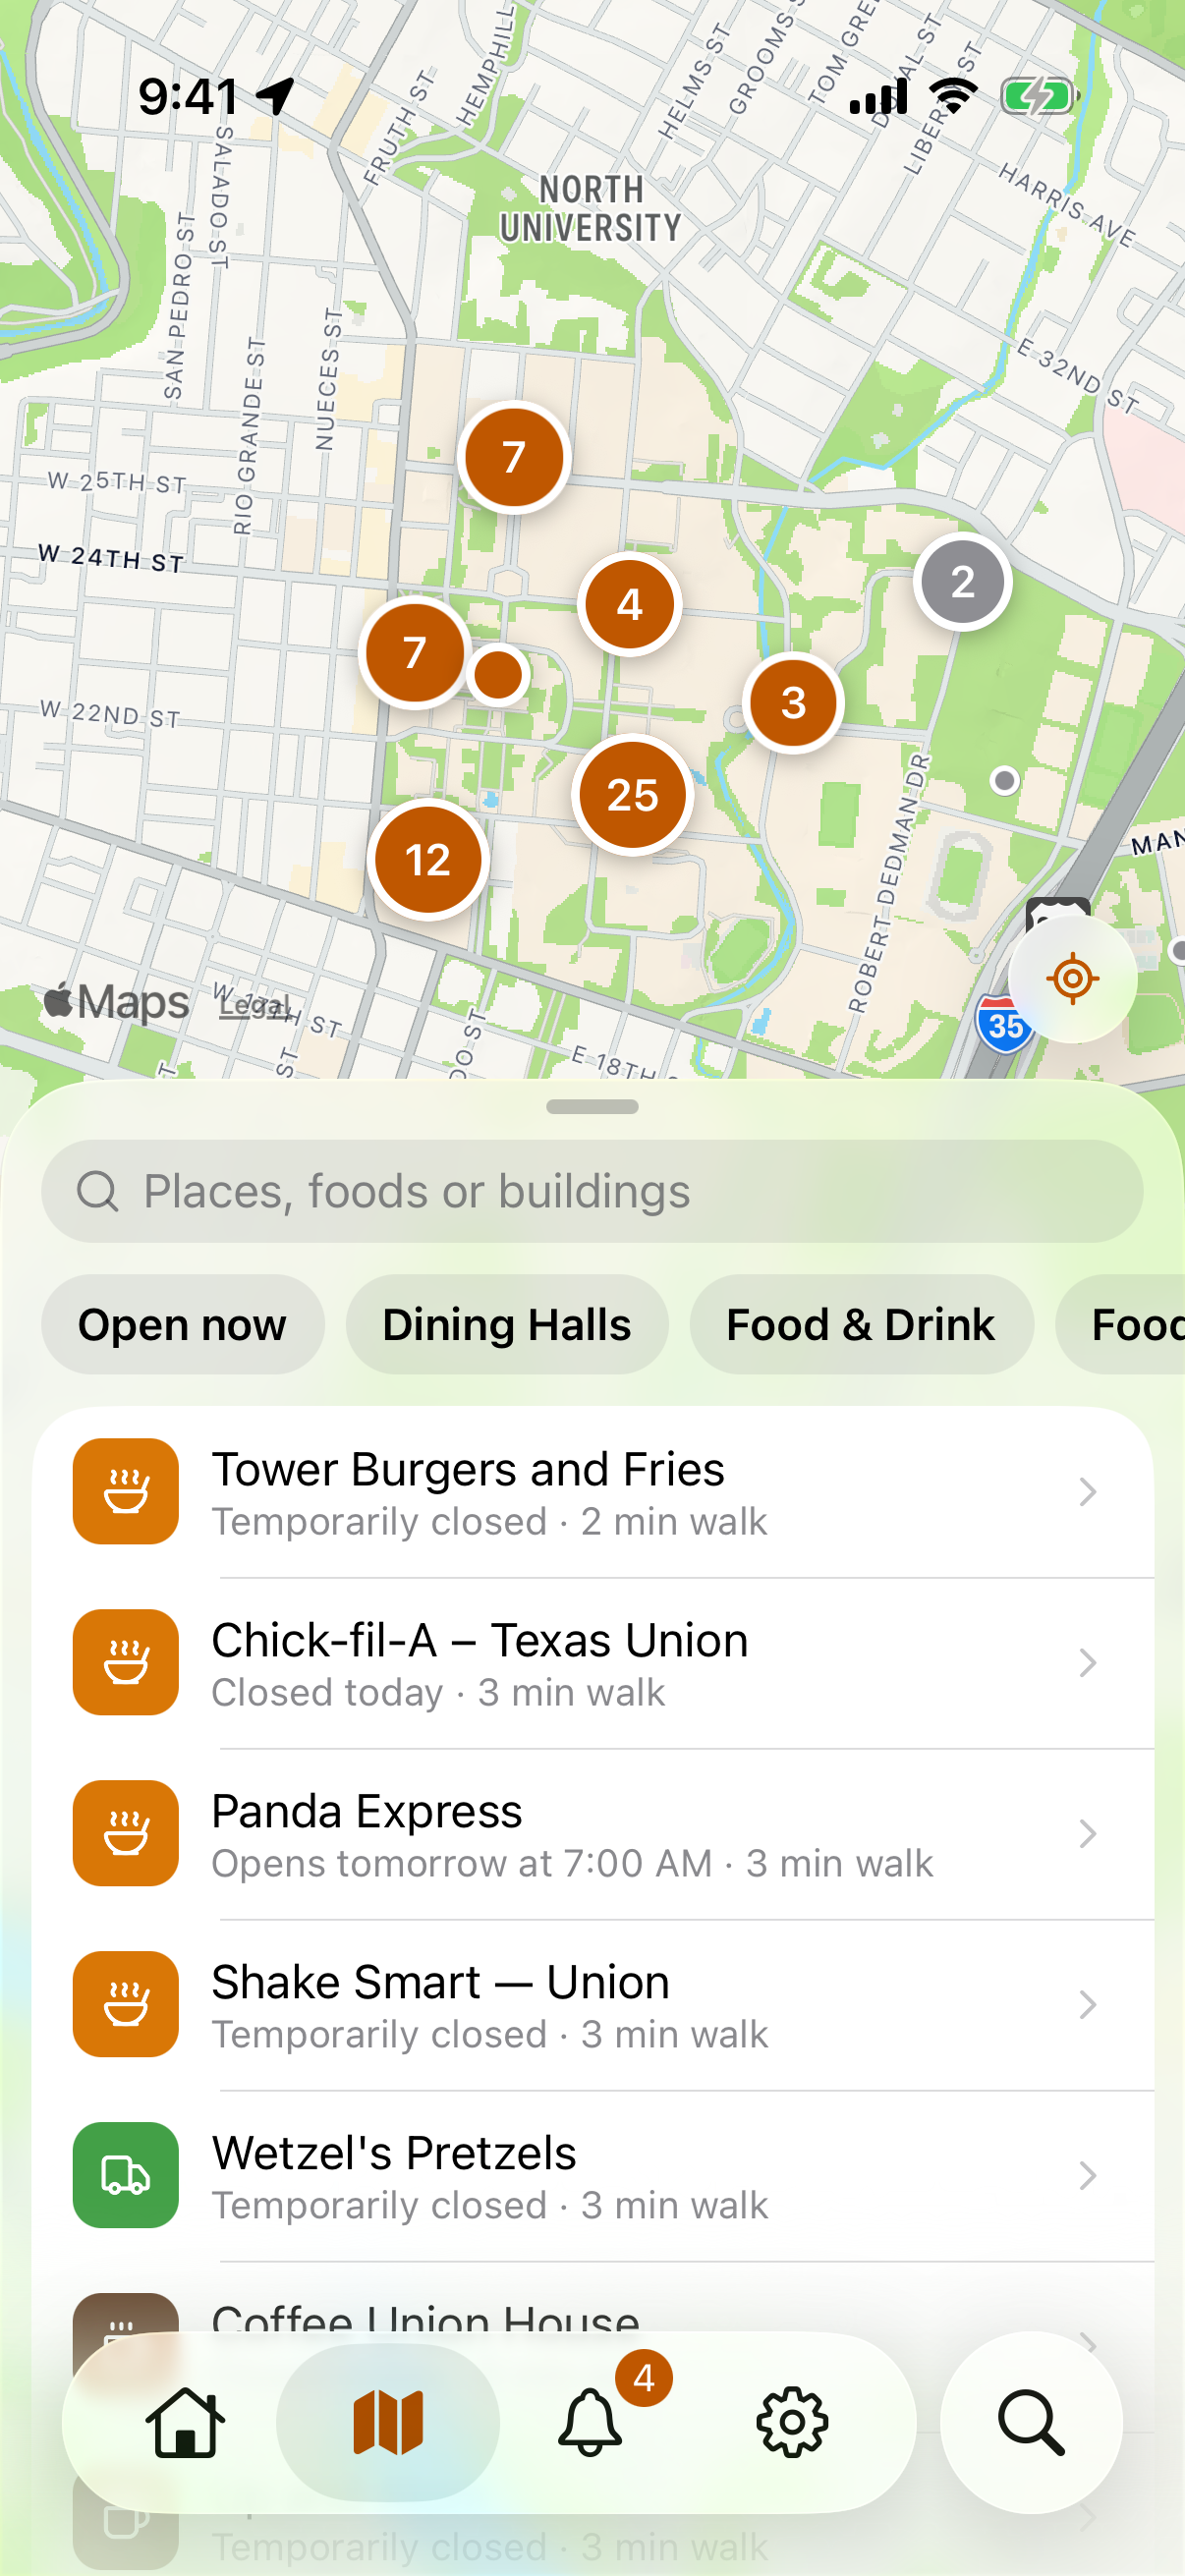 9:41
HEMPHILL
FRUTH ST
HELMS ST
GROOMS S
TOM GRE
LIBER ST
HARRIS AVE
SALADO ST
SAN PEDRO ST
NORTH
UNIVERSITY
RIO GRANDE ST
NUECES ST
E 32ND ST
W 25TH ST
7
W 24TH ST
4
2
7
3
W 22ND ST
25
12
ROBERT DEDMAN DR
MAN
Maps
Legal
35
E 18TH
Places, foods or buildings
Open now
Dining Halls
Food & Drink
Food
Tower Burgers and Fries
Temporarily closed · 2 min walk
Chick-fil-A – Texas Union
Closed today · 3 min walk
Panda Express
Opens tomorrow at 7:00 AM · 3 min walk
Shake Smart — Union
Temporarily closed · 3 min walk
Wetzel's Pretzels
Temporarily closed · 3 min walk
Coffee Union House
4
Temporarily closed · 3 min walk